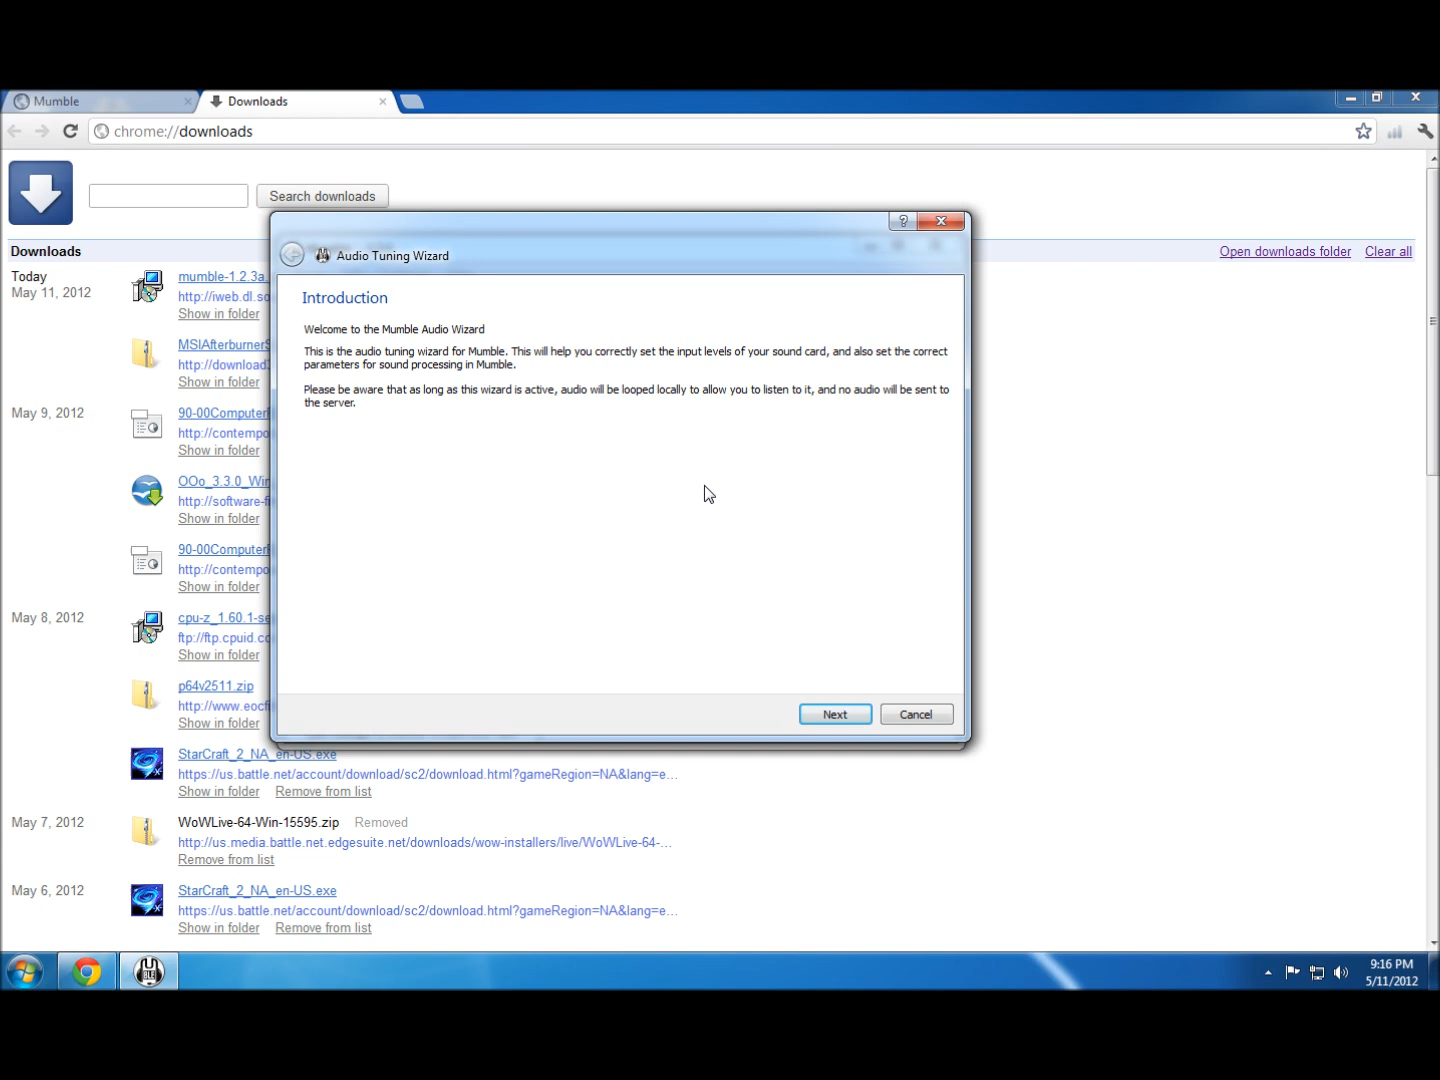 Mumble
Downloads
chrome://downloads
Search downloads
Downloads
Open downloads folder
Clear all
Today
May 11, 2012
mumble-1.2.3a.
http://iweb.dl.so
Show in folder
MSIAfterburnerS
http://download
Show in folder
May 9, 2012
90-00Computer
http://contempo
Show in folder
OOo_3.3.0_Win
http://software-fi
Show in folder
90-00Computer
http://contempo
Show in folder
May 8, 2012
cpu-z_1.60.1-se
ftp://ftp.cpuid.co
Show in folder
p64v2511.zip
http://www.eocfi
Show in folder
StarCraft_2_NA_en-US.exe
https://us.battle.net/account/download/sc2/download.html?gameRegion=NA&lang=e...
Show in folder Remove from list
May 7, 2012
WoWLive-64-Win-15595.zip Removed
http://us.media.battle.net.edgesuite.net/downloads/wow-installers/live/WoWLive-64-...
Remove from list
May 6, 2012
StarCraft_2_NA_en-US.exe
https://us.battle.net/account/download/sc2/download.html?gameRegion=NA&lang=e...
Show in folder Remove from list
Audio Tuning Wizard
Introduction
Welcome to the Mumble Audio Wizard
This is the audio tuning wizard for Mumble. This will help you correctly set the input levels of your sound card, and also set the correct
parameters for sound processing in Mumble.
Please be aware that as long as this wizard is active, audio will be looped locally to allow you to listen to it, and no audio will be sent to
the server.
Next
Cancel
9:16 PM
5/11/2012